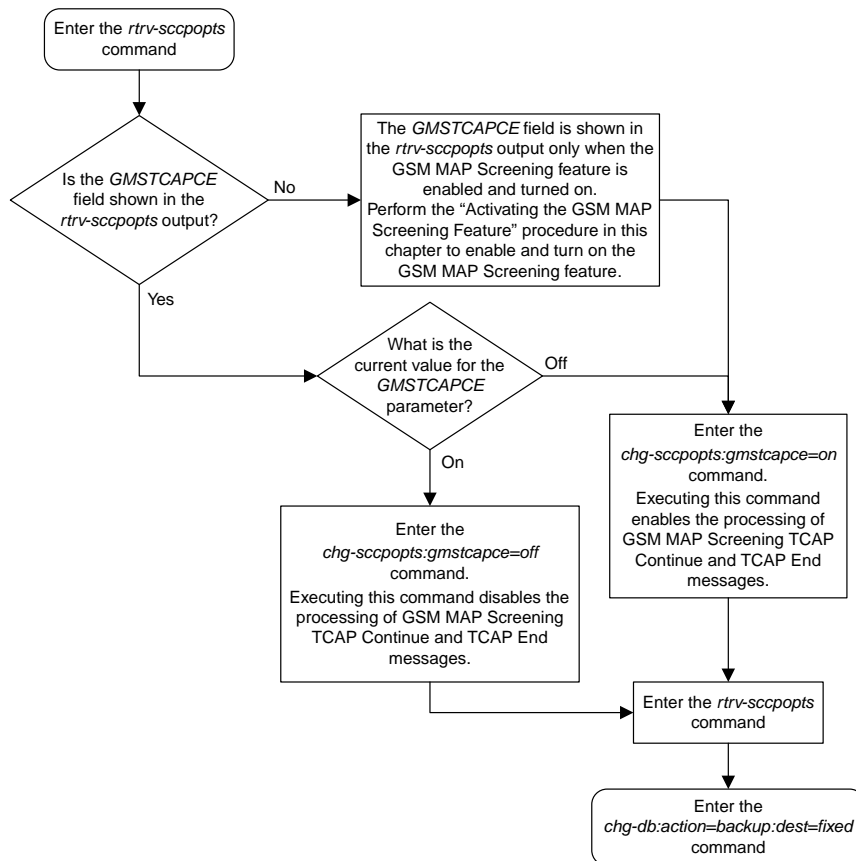 Enter the rtrv-sccpopts
command
Is the GMSTCAPCE
field shown in the
rtrv-sccpopts output?
No
The GMSTCAPCE field is shown in
the rtrv-sccpopts output only when the
GSM MAP Screening feature is
enabled and turned on.
Perform the “Activating the GSM MAP
Screening Feature” procedure in this
chapter to enable and turn on the
GSM MAP Screening feature.
Yes
What is the
current value for the
GMSTCAPCE
parameter?
Off
On
Enter the
chg-sccpopts:gmstcapce=on
command.
Executing this command
enables the processing of
GSM MAP Screening TCAP
Continue and TCAP End
messages.
Enter the
chg-sccpopts:gmstcapce=off
command.
Executing this command disables the
processing of GSM MAP Screening
TCAP Continue and TCAP End
messages.
Enter the rtrv-sccpopts
command
Enter the
chg-db:action=backup:dest=fixed
command